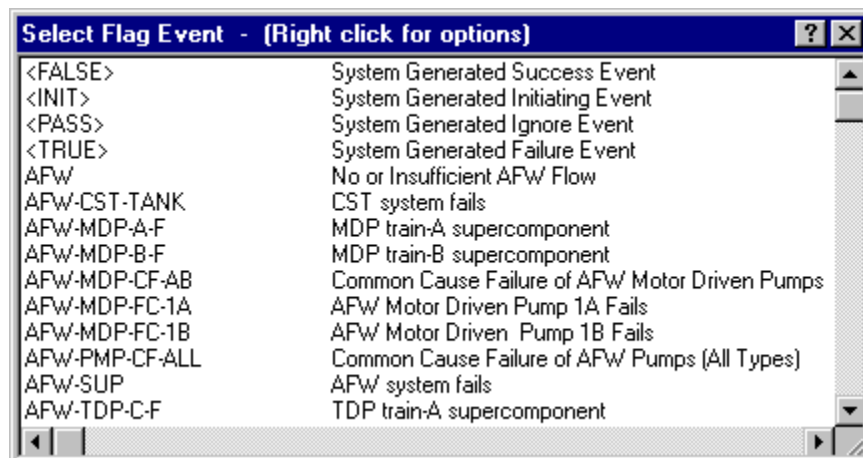 Select Flag Event - (Right click for options)
<FALSE> System Generated Success Event
<INIT> System Generated Initiating Event
<PASS> System Generated Ignore Event
<TRUE> System Generated Failure Event
AFW No or Insufficient AFW Flow
AFW-CST-TANK CST system fails
AFW-MDP-A-F MDP train-A supercomponent
AFW-MDP-B-F MDP train-B supercomponent
AFW-MDP-CF-AB Common Cause Failure of AFW Motor Driven Pumps
AFW-MDP-FC-1A AFW Motor Driven Pump 1A Fails
AFW-MDP-FC-1B AFW Motor Driven  Pump 1B Fails
AFW-PMP-CF-ALL Common Cause Failure of AFW Pumps (All Types)
AFW-SUP AFW system fails
AFW-TDP-C-F TDP train-A supercomponent